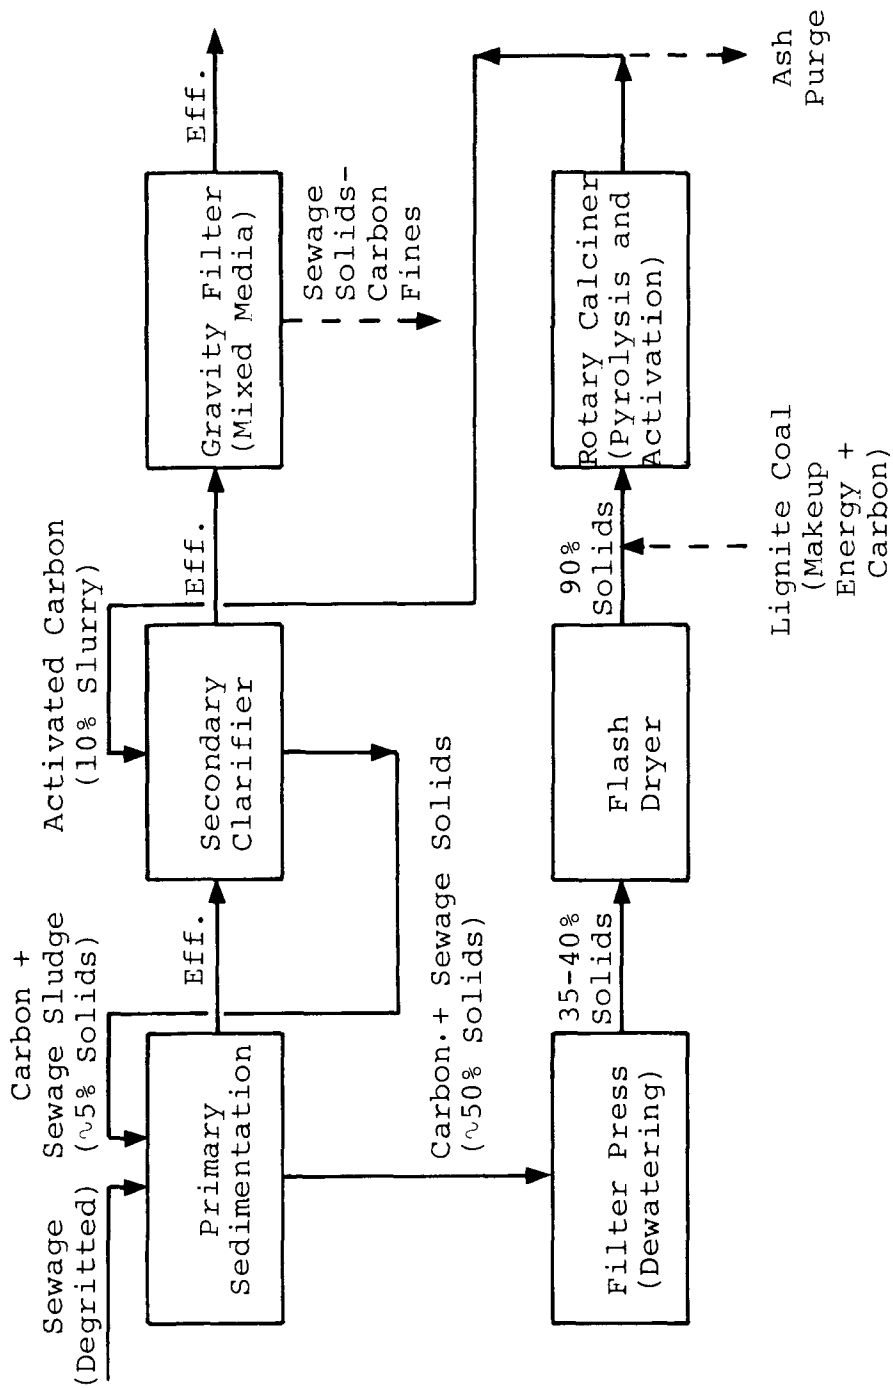 Sewage
(Degritted)
Carbon +
Sewage Sludge
(∿5% Solids)
Activated Carbon
(10% Slurry)
Primary
Sedimentation
Eff.
Secondary
Clarifier
Eff.
Gravity Filter
(Mixed Media)
Eff.
Sewage
Solids-
Carbon
Fines
Carbon.+ Sewage Solids
(∿50% Solids)
Filter Press
(Dewatering)
35-40%
Solids
Flash
Dryer
90%
Solids
Rotary Calciner
(Pyrolysis and
Activation)
Lignite Coal
(Makeup
Energy +
Carbon)
Ash
Purge